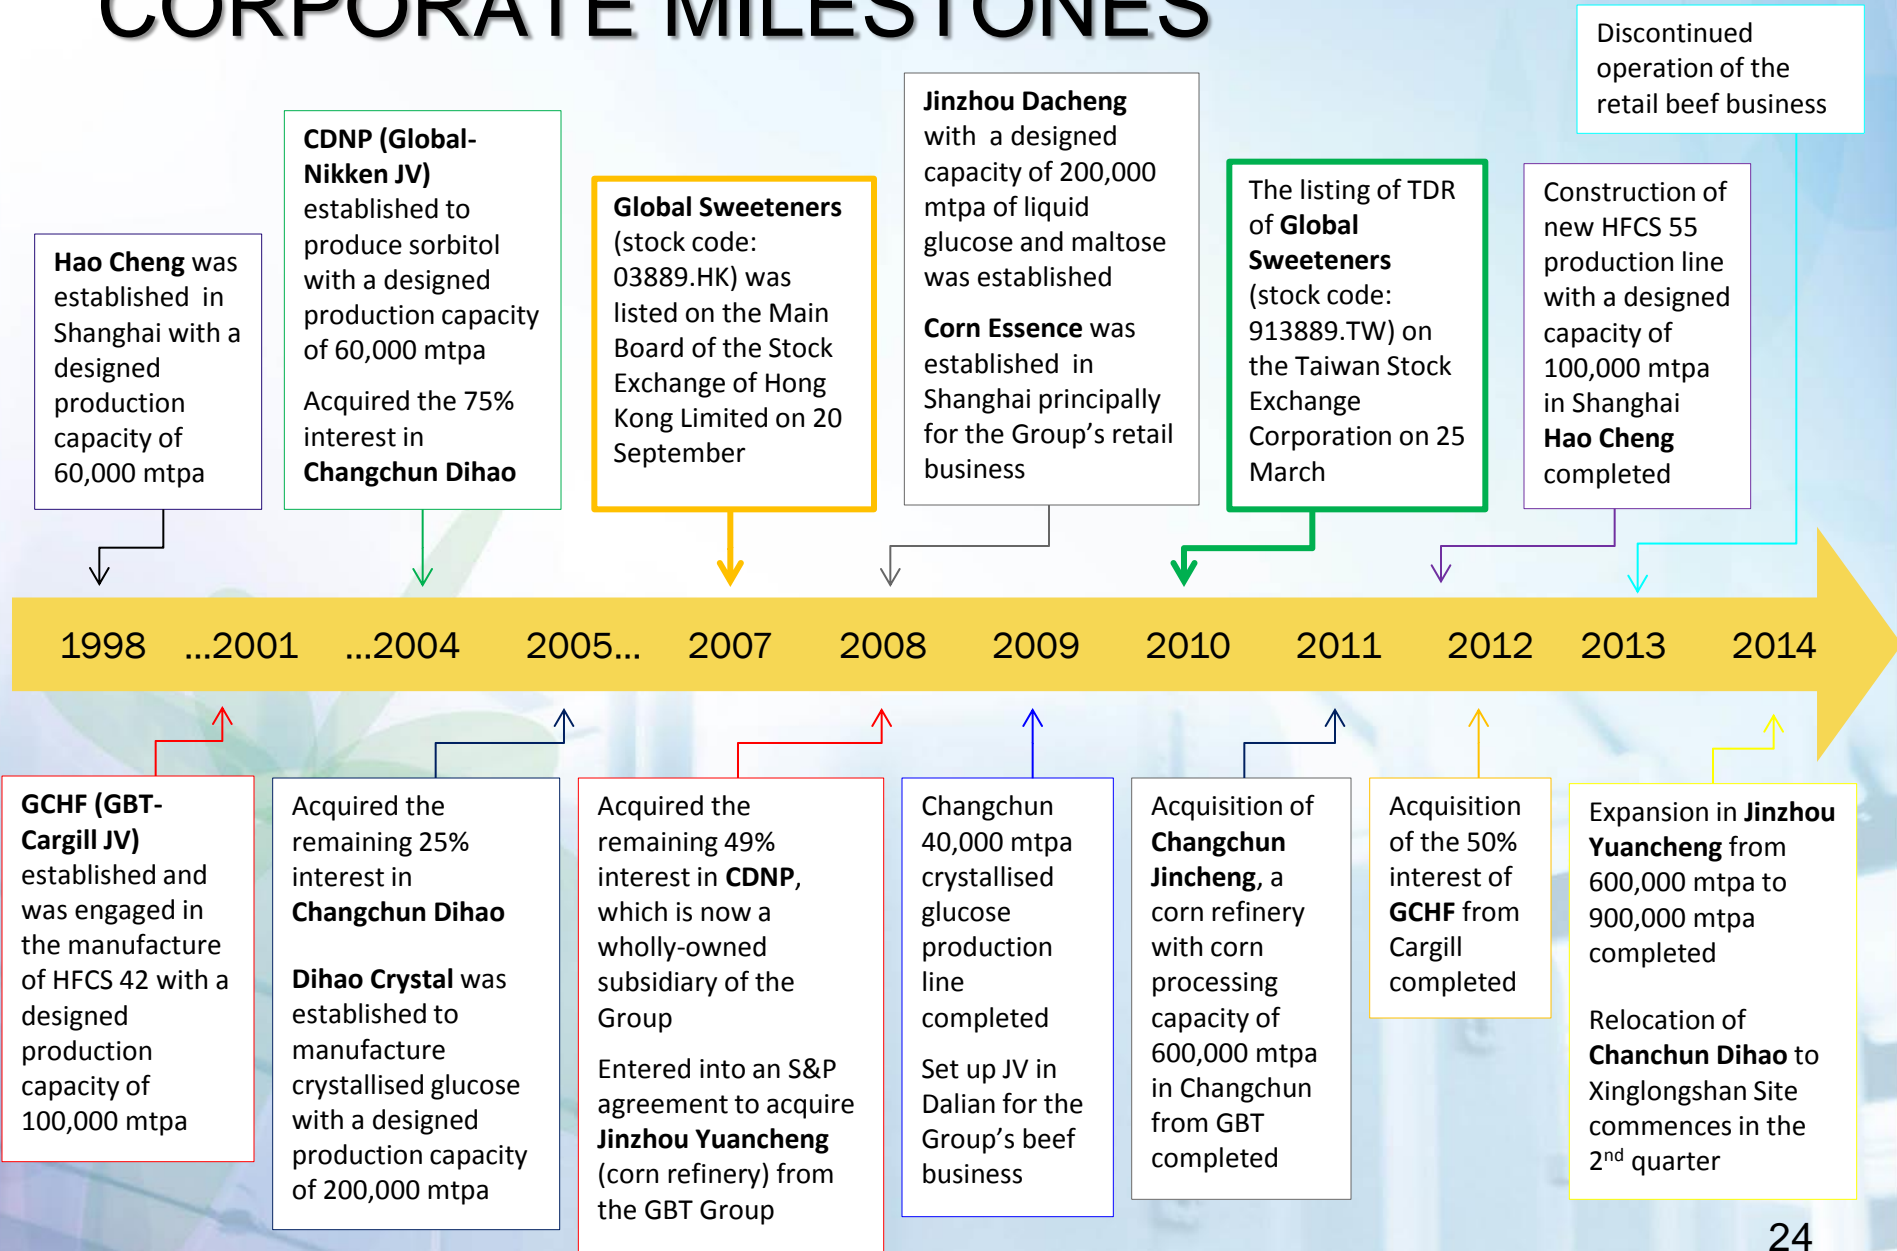 CORPORATE MILESTONES
Discontinued
operation of the
retail beef business
Hao Cheng was
established in
Shanghai with a
designed
production
capacity of
60,000 mtpa
CDNP (Global-
Nikken JV)
established to
produce sorbitol
with a designed
production capacity
of 60,000 mtpa
Acquired the 75%
interest in
Changchun Dihao
Global Sweeteners
(stock code:
03889.HK) was
listed on the Main
Board of the Stock
Exchange of Hong
Kong Limited on 20
September
Jinzhou Dacheng
with a designed
capacity of 200,000
mtpa of liquid
glucose and maltose
was established
Corn Essence was
established in
Shanghai principally
for the Group's retail
business
The listing of TDR
of Global
Sweeteners
(stock code:
913889.TW) on
the Taiwan Stock
Exchange
Corporation on 25
March
Construction of
new HFCS 55
production line
with a designed
capacity of
100,000 mtpa
in Shanghai
Hao Cheng
completed
1998 ...2001 ...2004 2005... 2007 2008 2009 2010 2011 2012 2013 2014
GCHF (GBT-
Cargill JV)
established and
was engaged in
the manufacture
of HFCS 42 with a
designed
production
capacity of
100,000 mtpa
Acquired the
remaining 25%
interest in
Changchun Dihao
Dihao Crystal was
established to
manufacture
crystallised glucose
with a designed
production capacity
of 200,000 mtpa
Acquired the
remaining 49%
interest in CDNP,
which is now a
wholly-owned
subsidiary of the
Group
Entered into an S&P
agreement to acquire
Jinzhou Yuancheng
(corn refinery) from
the GBT Group
Changchun
40,000 mtpa
crystallised
glucose
production
line
completed
Set up JV in
Dalian for the
Group's beef
business
Acquisition of
Changchun
Jincheng, a
corn refinery
with corn
processing
capacity of
600,000 mtpa
in Changchun
from GBT
completed
Acquisition
of the 50%
interest of
GCHF from
Cargill
completed
Expansion in Jinzhou
Yuancheng from
600,000 mtpa to
900,000 mtpa
completed
Relocation of
Chanchun Dihao to
Xinglongshan Site
commences in the
2nd quarter
24